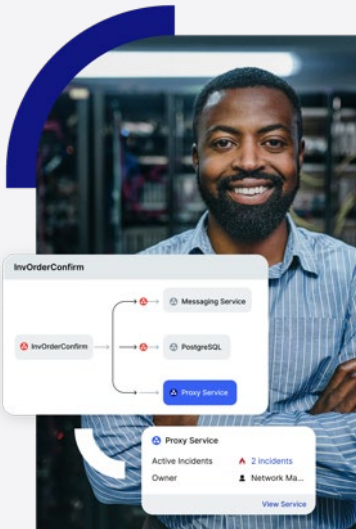 InvOrderConfirm
Messaging Service
InvOrderConfirm
PostgreSQL
Proxy Service
Proxy Service
Active Incidents 2 incidents
Owner Network Ma...
View Service